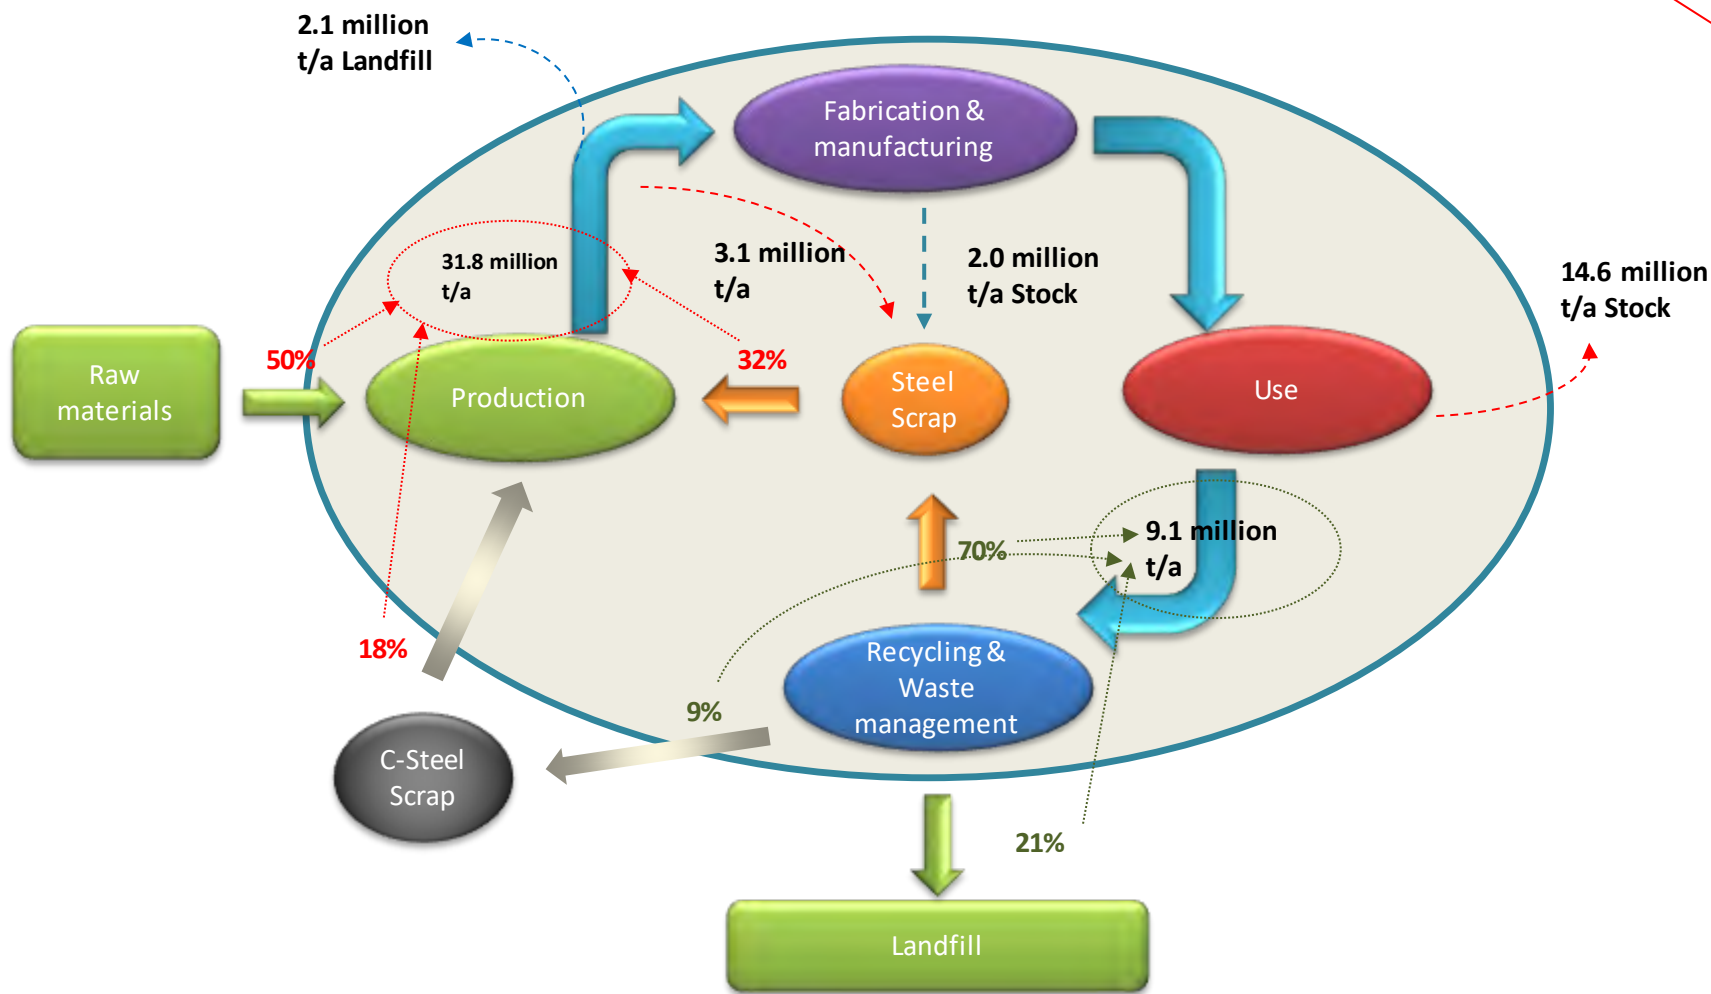 2.1 million
t/a Landfill
Fabrication &
manufacturing
31.8 million
t/a
3.1 million
t/a
2.0 million
t/a Stock
14.6 million
t/a Stock
Raw
materials
50%
Production
32%
Steel
Scrap
Use
70%
9.1 million
t/a
18%
9%
Recycling &
Waste
management
C-Steel
Scrap
21%
Landfill